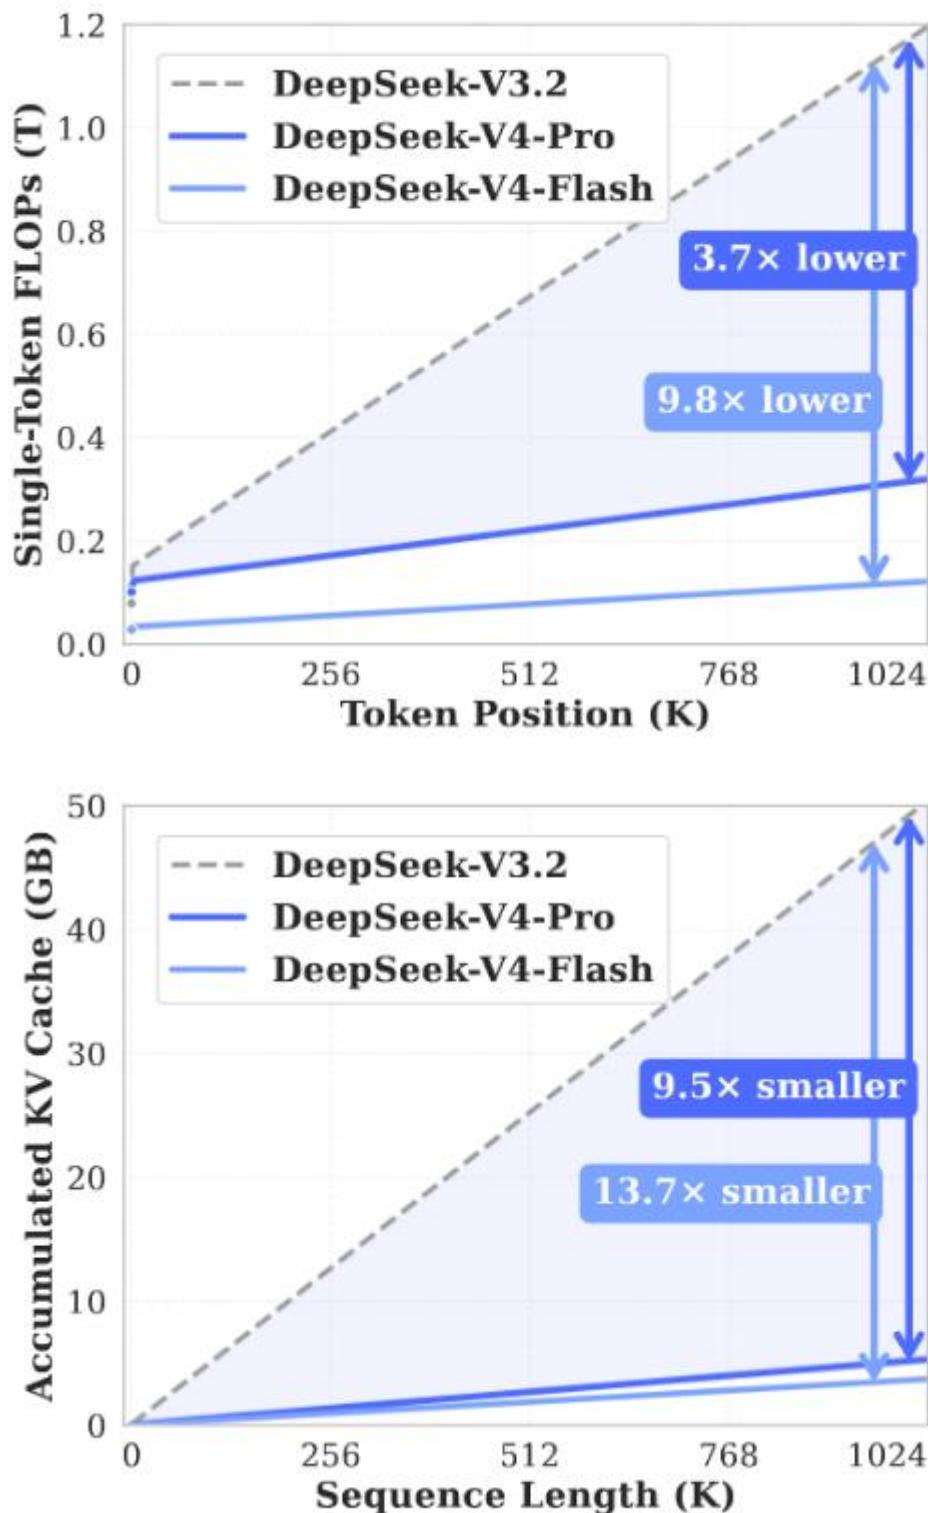 1.2
1.0
0.8
0.6
0.4
0.2
0.0
Single-Token FLOPs (T)
DeepSeek-V3.2
DeepSeek-V4-Pro
DeepSeek-V4-Flash
3.7× lower
9.8× lower
0 256 512 768 1024
Token Position (K)
50
40
30
20
10
0
Accumulated KV Cache (GB)
DeepSeek-V3.2
DeepSeek-V4-Pro
DeepSeek-V4-Flash
9.5× smaller
13.7× smaller
0 256 512 768 1024
Sequence Length (K)